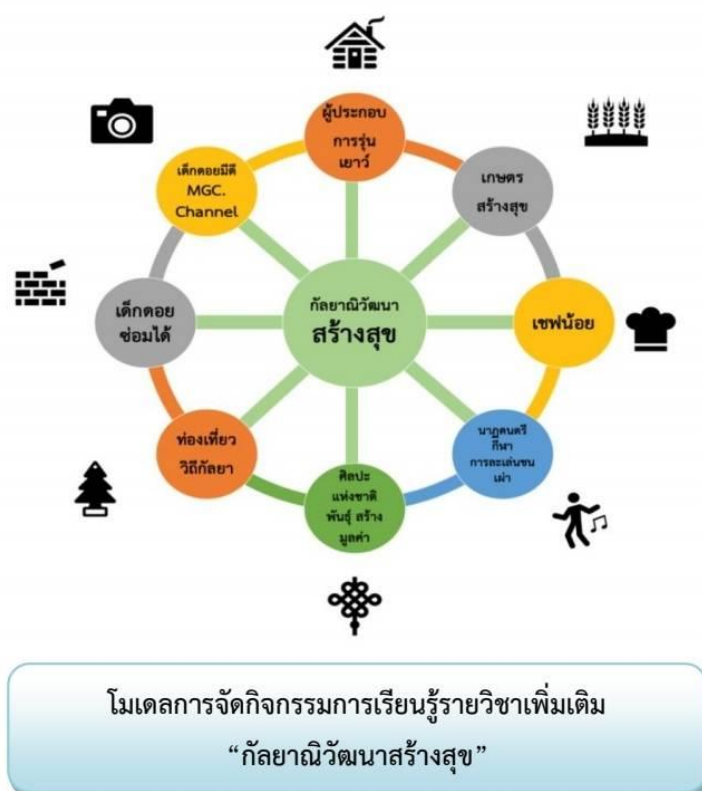 ผู้ประกอบ
การรุ่น
เยาว์
เกษตร
สร้างสุข
เชฟน้อย
นาฏดนตรี
กีฬา
การละเล่นชน
เผ่า
ศิลปะ
แห่งชาติ
พันธุ์ สร้าง
มูลค่า
ท่องเที่ยว
วิถีกัลยา
เด็กดอย
ซ่อมได้
เด็กดอยมีดี
MGC.
Channel
กัลยาณิวัฒนา
สร้างสุข
โมเดลการจัดกิจกรรมการเรียนรู้รายวิชาเพิ่มเติม
“กัลยาณิวัฒนาสร้างสุข”